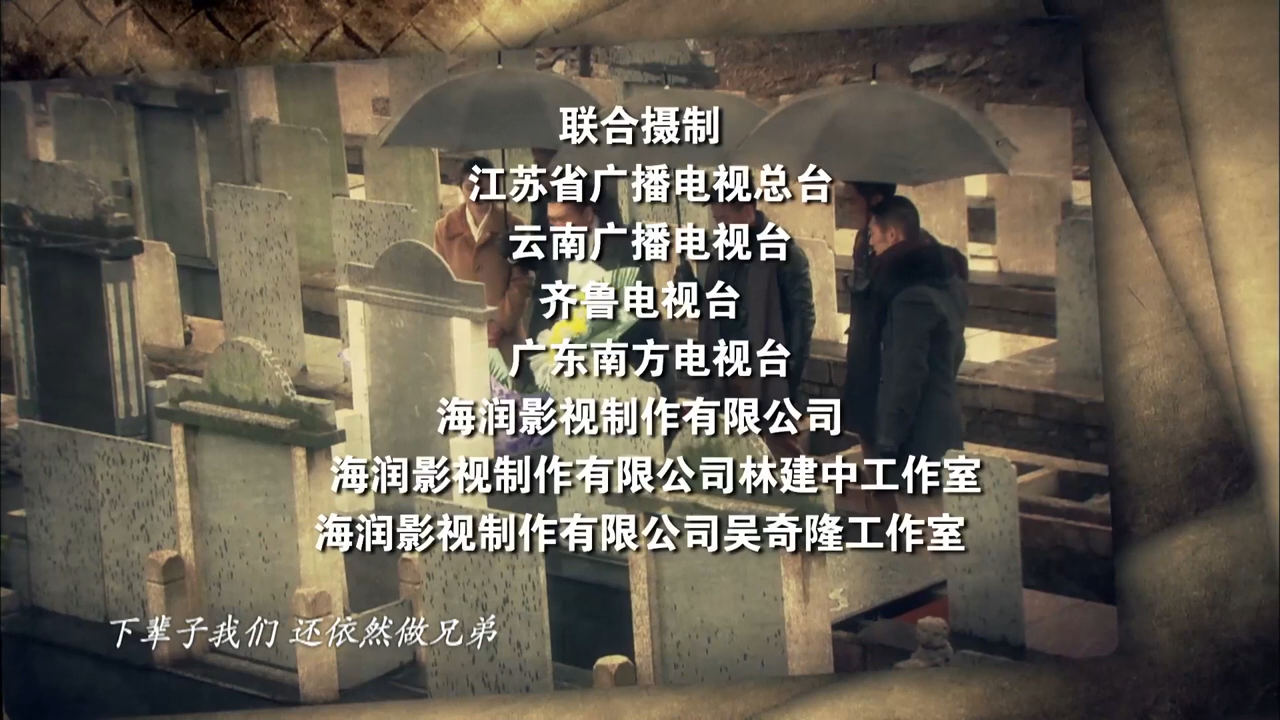 联合摄制
江苏省广播电视总台
云南广播电视台
齐鲁电视台
广东南方电视台
海润影视制作有限公司
海润影视制作有限公司林建中工作室
海润影视制作有限公司吴奇隆工作室
下辈子我们 还依然做兄弟